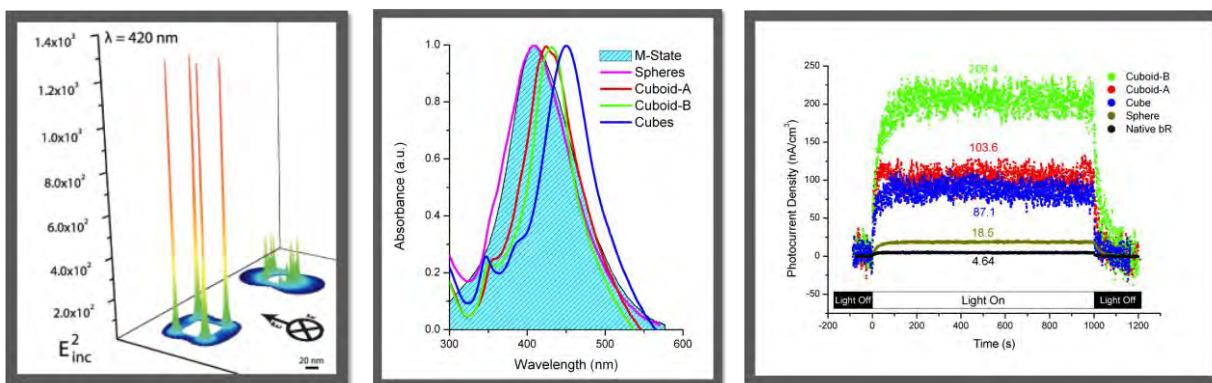 λ = 420 nm
1.4x10³
1.2x10³
1.0x10³
8.0x10²
6.0x10²
4.0x10²
2.0x10²
E²inc
20 nm
1.0
0.8
0.6
0.4
0.2
0.0
Absorbance (a.u.)
M-State
Spheres
Cuboid-A
Cuboid-B
Cubes
300
400
500
600
Wavelength (nm)
250
200
150
100
50
0
-50
Photocurrent Density (nA/cm³)
208.4
103.6
87.1
18.5
4.64
Cuboid-B
Cuboid-A
Cube
Sphere
Native bR
Light Off
Light On
Light Off
-200
0
200
400
600
800
1000
1200
Time (s)